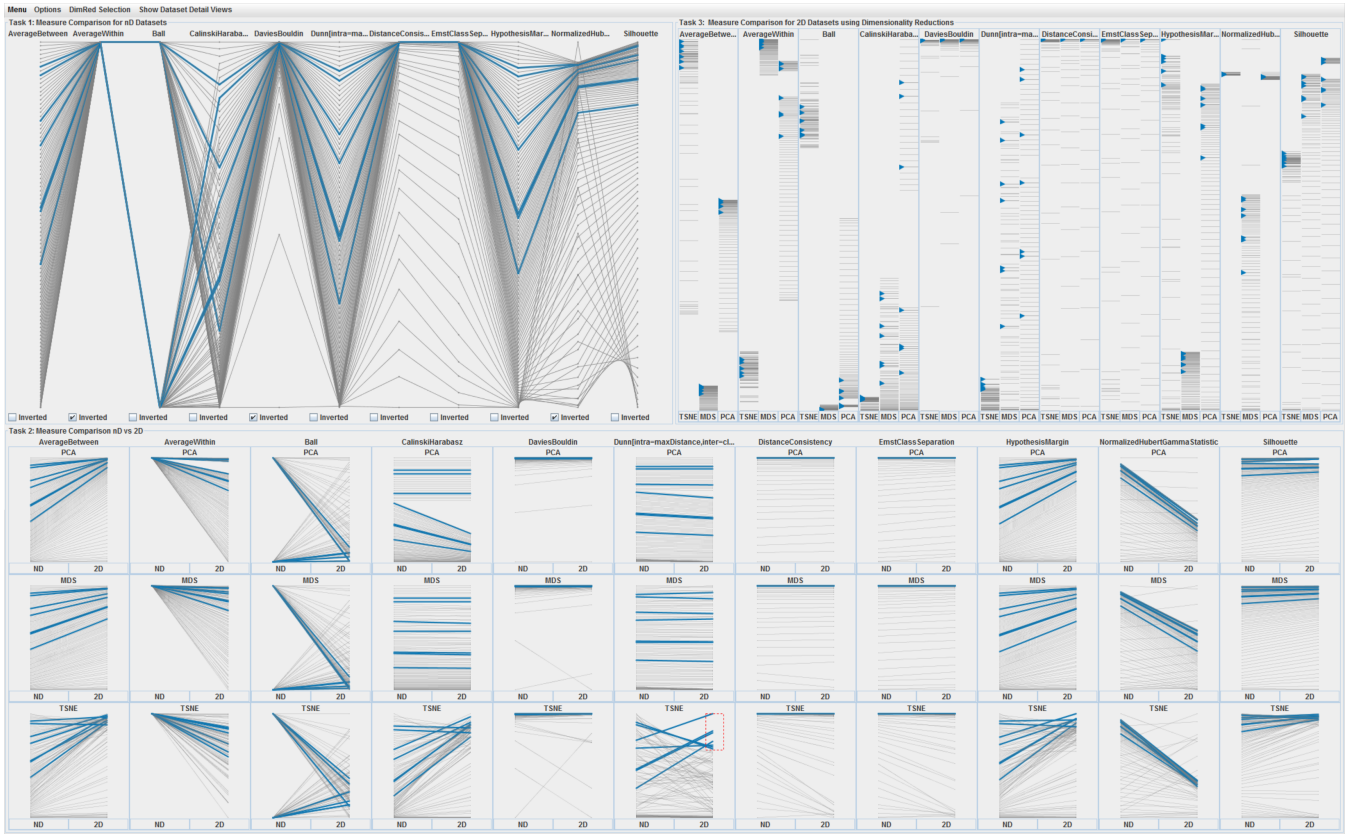 Menu Options DimRed Selection Show Dataset Detail Views
Task 1: Measure Comparison for nD Datasets
AverageBetween AverageWithin Ball CalinskiHaraba... DaviesBouldin Dunn[intra=ma... DistanceConsis... EmstClassSep... HypothesisMar... NormalizedHub... Silhouette
Inverted Inverted Inverted Inverted Inverted Inverted Inverted Inverted Inverted Inverted Inverted
Task 3: Measure Comparison for 2D Datasets using Dimensionality Reductions
AverageBetwe... AverageWithin Ball CalinskiHaraba... DaviesBouldin Dunn[intra=ma... DistanceConsis... EmstClassSep... HypothesisMar... NormalizedHub... Silhouette
TSNE MDS PCA TSNE MDS PCA TSNE MDS PCA TSNE MDS PCA TSNE MDS PCA TSNE MDS PCA TSNE MDS PCA TSNE MDS PCA TSNE MDS PCA TSNE MDS PCA TSNE MDS PCA
Task 2: Measure Comparison nD vs 2D
AverageBetween AverageWithin Ball CalinskiHarabasz DaviesBouldin Dunn[intra=maxDistance,inter=cl... DistanceConsistency EmstClassSeparation HypothesisMargin NormalizedHubertGammaStatistic Silhouette
PCA PCA PCA PCA PCA PCA PCA PCA PCA PCA PCA
ND 2D ND 2D ND 2D ND 2D ND 2D ND 2D ND 2D ND 2D ND 2D ND 2D ND 2D
MDS MDS MDS MDS MDS MDS MDS MDS MDS MDS MDS
ND 2D ND 2D ND 2D ND 2D ND 2D ND 2D ND 2D ND 2D ND 2D ND 2D ND 2D
TSNE TSNE TSNE TSNE TSNE TSNE TSNE TSNE TSNE TSNE TSNE
ND 2D ND 2D ND 2D ND 2D ND 2D ND 2D ND 2D ND 2D ND 2D ND 2D ND 2D